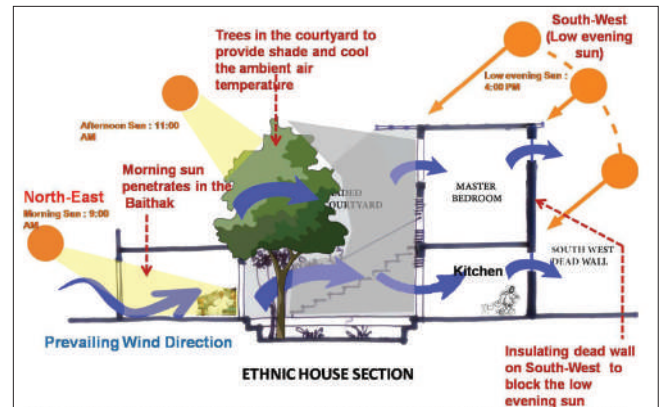 Trees in the courtyard to
provide shade and cool
the ambient air
temperature
South-West
(Low evening
sun)
Low evening Sun :
4:00 PM
Afternoon Sun : 11:00
AM
Morning sun
penetrates in the
Baithak
North-East
Morning Sun : 9:00
AM
MASTER
BEDROOM
Kitchen
SOUTH WEST
DEAD WALL
Prevailing Wind Direction
ETHNIC HOUSE SECTION
Insulating dead wall
on South-West to
block the low
evening sun